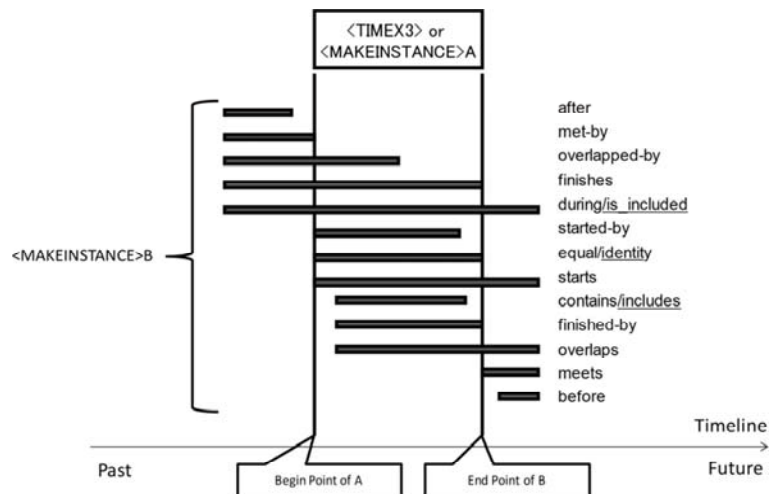 <TIMEX3> or
<MAKEINSTANCE>A
after
met-by
overlapped-by
finishes
during/is_included
started-by
<MAKEINSTANCE>B
equal/identity
starts
contains/includes
finished-by
overlaps
meets
before
Timeline
Past
Begin Point of A
End Point of B
Future